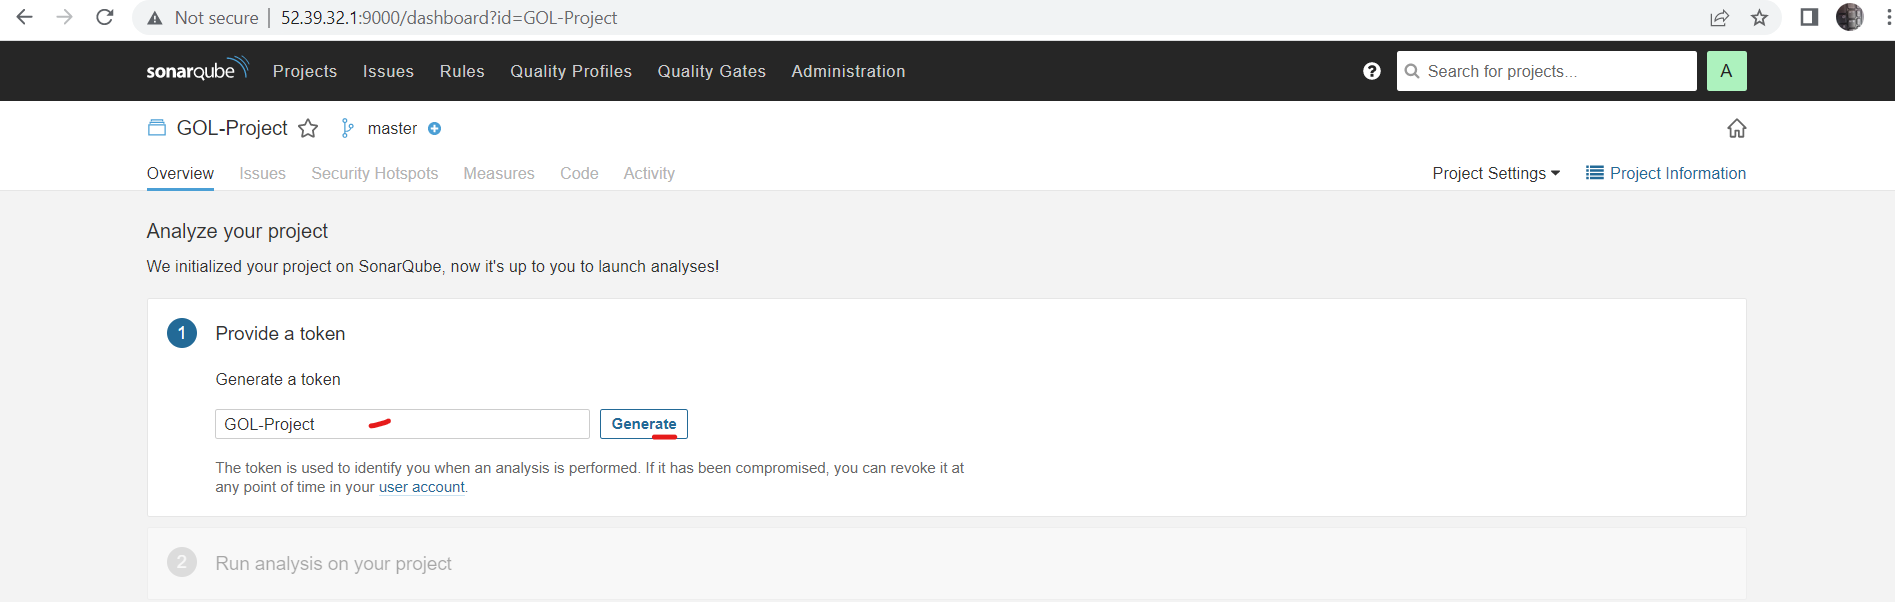 Not secure | 52.39.32.1:9000/dashboard?id=GOL-Project
sonarqube Projects Issues Rules Quality Profiles Quality Gates Administration ? Search for projects... A
GOL-Project master
Overview Issues Security Hotspots Measures Code Activity Project Settings Project Information
Analyze your project
We initialized your project on SonarQube, now it's up to you to launch analyses!
1 Provide a token
Generate a token
GOL-Project Generate
The token is used to identify you when an analysis is performed. If it has been compromised, you can revoke it at
any point of time in your user account.
2 Run analysis on your project